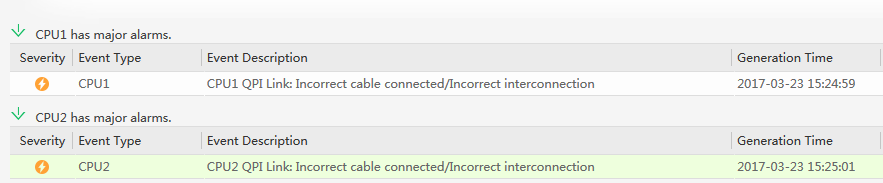 CPU1 has major alarms.
Severity Event Type Event Description Generation Time
CPU1 CPU1 QPI Link: Incorrect cable connected/Incorrect interconnection 2017-03-23 15:24:59
CPU2 has major alarms.
Severity Event Type Event Description Generation Time
CPU2 CPU2 QPI Link: Incorrect cable connected/Incorrect interconnection 2017-03-23 15:25:01